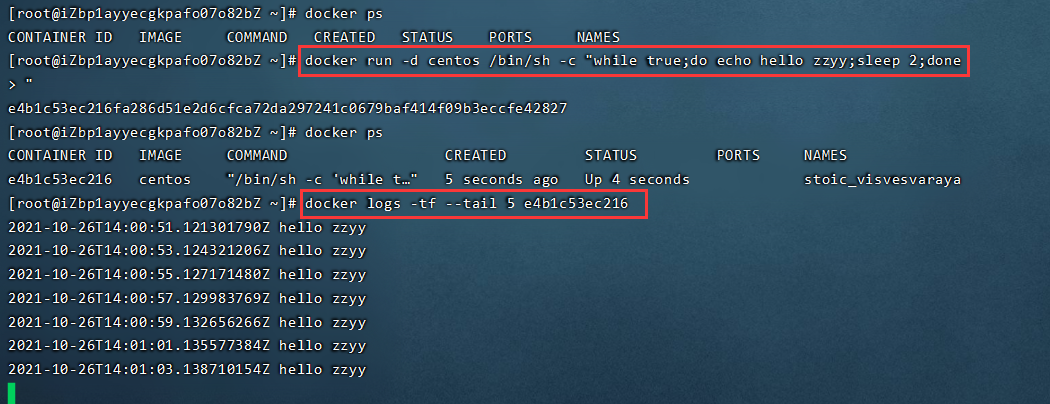 [root@iZbp1ayyecgkpafo07o82bZ ~]# docker ps
CONTAINER ID   IMAGE     COMMAND   CREATED   STATUS    PORTS     NAMES
[root@iZbp1ayyecgkpafo07o82bZ ~]# docker run -d centos /bin/sh -c "while true;do echo hello zzyy;sleep 2;done
> "
e4b1c53ec216fa286d51e2d6cfca72da297241c0679baf414f09b3eccfe42827
[root@iZbp1ayyecgkpafo07o82bZ ~]# docker ps
CONTAINER ID   IMAGE     COMMAND                  CREATED         STATUS         PORTS     NAMES
e4b1c53ec216   centos    "/bin/sh -c 'while t…"   5 seconds ago   Up 4 seconds             stoic_visvesvaraya
[root@iZbp1ayyecgkpafo07o82bZ ~]# docker logs -tf --tail 5 e4b1c53ec216
2021-10-26T14:00:51.121301790Z hello zzyy
2021-10-26T14:00:53.124321206Z hello zzyy
2021-10-26T14:00:55.127171480Z hello zzyy
2021-10-26T14:00:57.129983769Z hello zzyy
2021-10-26T14:00:59.132656266Z hello zzyy
2021-10-26T14:01:01.135577384Z hello zzyy
2021-10-26T14:01:03.138710154Z hello zzyy